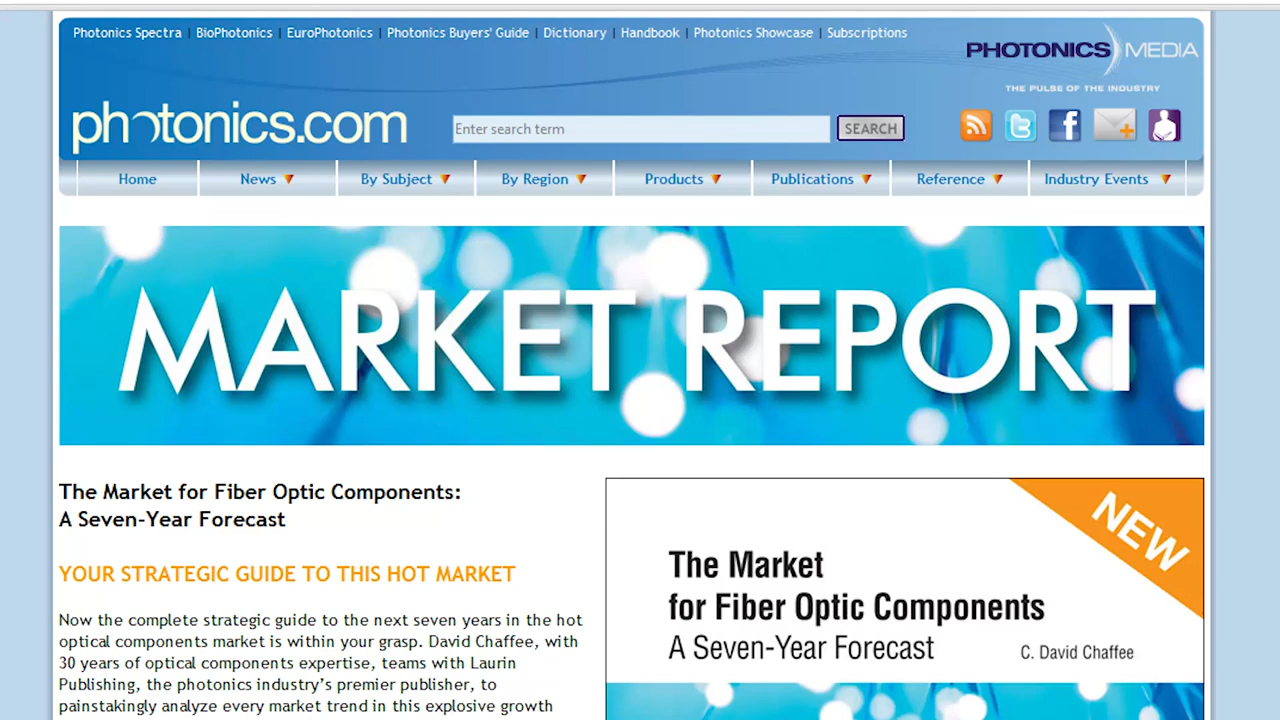 Photonics Spectra | BioPhotonics | EuroPhotonics | Photonics Buyers' Guide | Dictionary | Handbook | Photonics Showcase | Subscriptions
PHOTONICS MEDIA
THE PULSE OF THE INDUSTRY
photonics.com
Enter search term
SEARCH
Home
News
By Subject
By Region
Products
Publications
Reference
Industry Events
MARKET REPORT
The Market for Fiber Optic Components:
A Seven-Year Forecast
YOUR STRATEGIC GUIDE TO THIS HOT MARKET
Now the complete strategic guide to the next seven years in the hot
optical components market is within your grasp. David Chaffee, with
30 years of optical components expertise, teams with Laurin
Publishing, the photonics industry's premier publisher, to
painstakingly analyze every market trend in this explosive growth
NEW
The Market
for Fiber Optic Components
A Seven-Year Forecast
C. David Chaffee